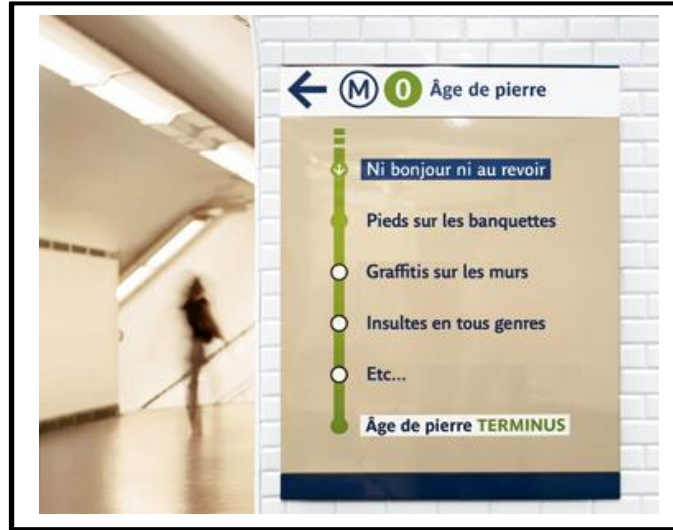 ← M 0 Âge de pierre
Ni bonjour ni au revoir
Pieds sur les banquettes
Graffitis sur les murs
Insultes en tous genres
Etc...
Âge de pierre TERMINUS